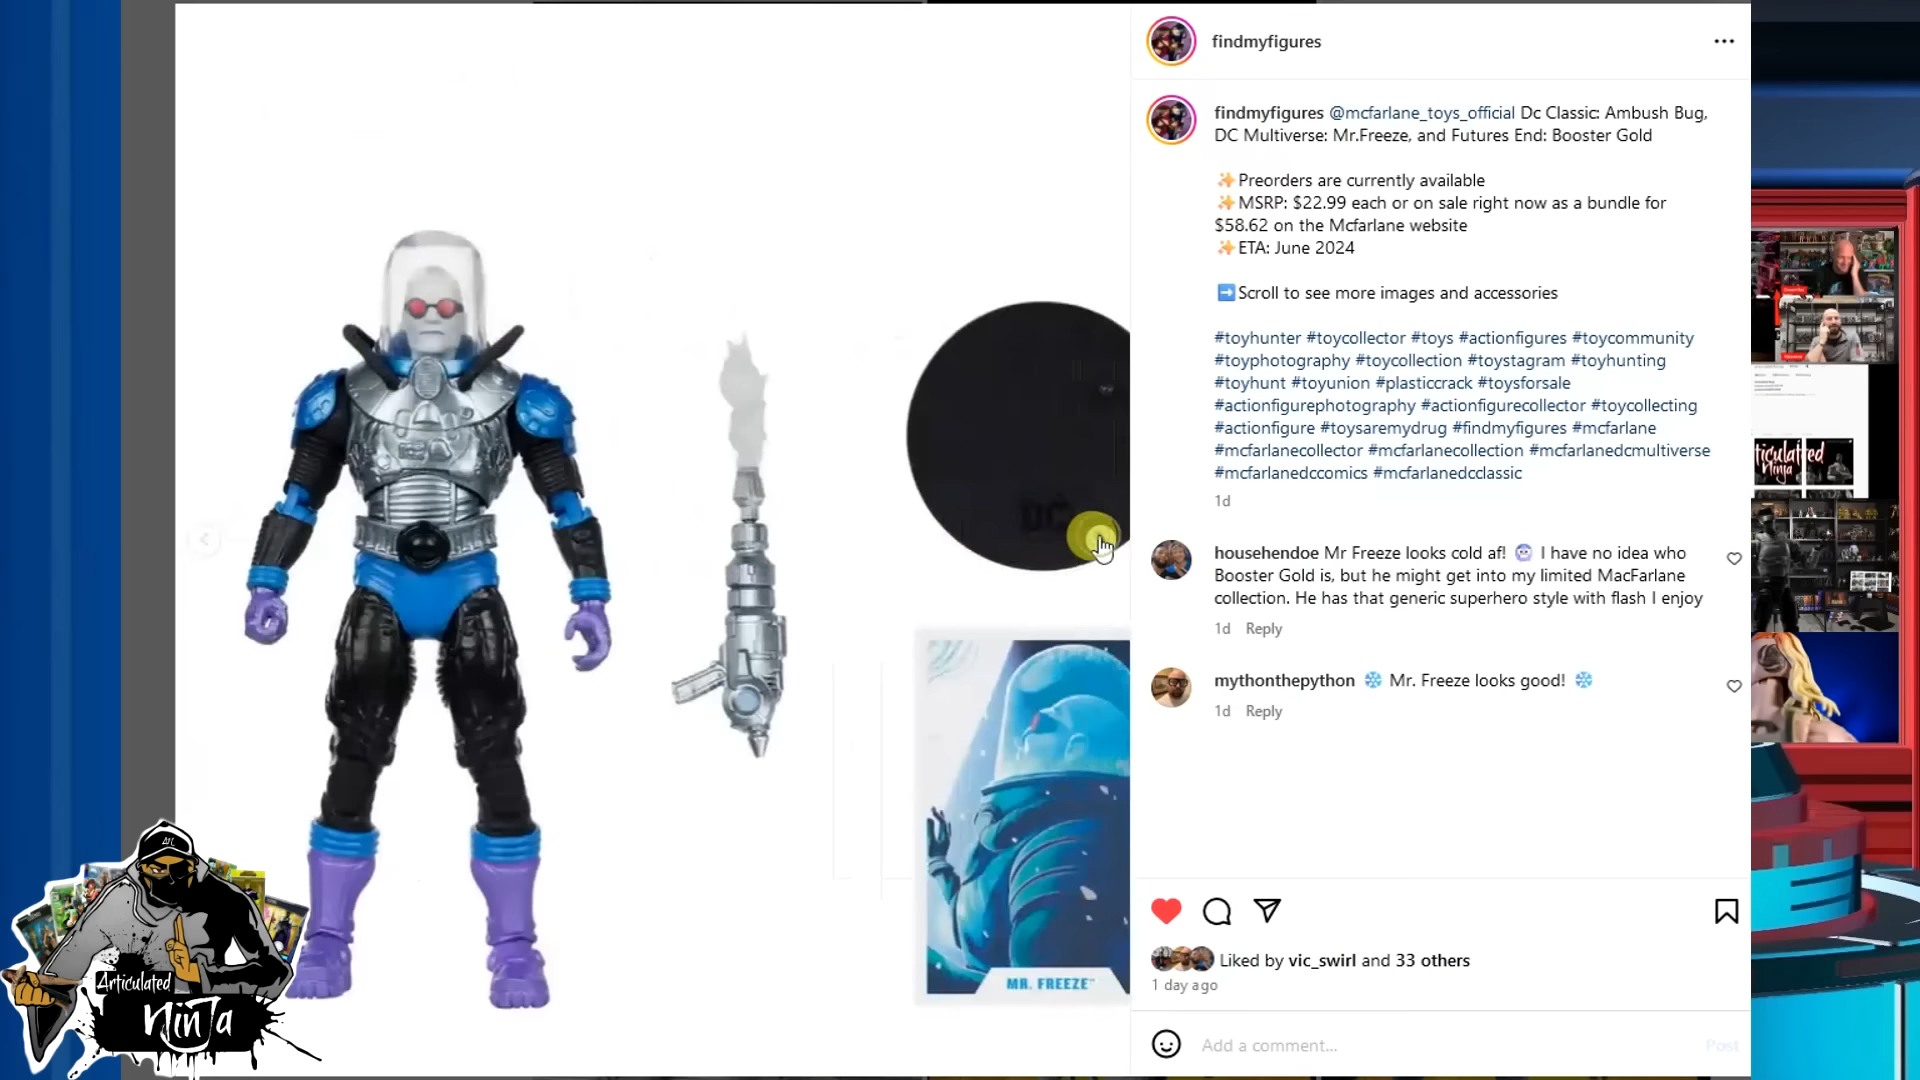 findmyfigures
findmyfigures @mcfarlane_toys_official Dc Classic: Ambush Bug,
DC Multiverse: Mr.Freeze, and Futures End: Booster Gold
✨Preorders are currently available
✨MSRP: $22.99 each or on sale right now as a bundle for
$58.62 on the Mcfarlane website
✨ETA: June 2024
➡️Scroll to see more images and accessories
#toyhunter #toycollector #toys #actionfigures #toycommunity
#toyphotography #toycollection #toystagram #toyhunting
#toyhunt #toyunion #plasticcrack #toysforsale
#actionfigurephotography #actionfigurecollector #toycollecting
#actionfigure #toysaremydrug #findmyfigures #mcfarlane
#mcfarlanecollector #mcfarlanecollection #mcfarlanedcmultiverse
#mcfarlanedccomics #mcfarlanedcclassic
1d
househendoe Mr Freeze looks cold af! 🥶 I have no idea who
Booster Gold is, but he might get into my limited MacFarlane
collection. He has that generic superhero style with flash I enjoy
1d Reply
mythonthepython ❄️ Mr. Freeze looks good! ❄️
1d Reply
Liked by vic_swirl and 33 others
1 day ago
Add a comment...
Post
DC
MR. FREEZE
Articulated
Ninja